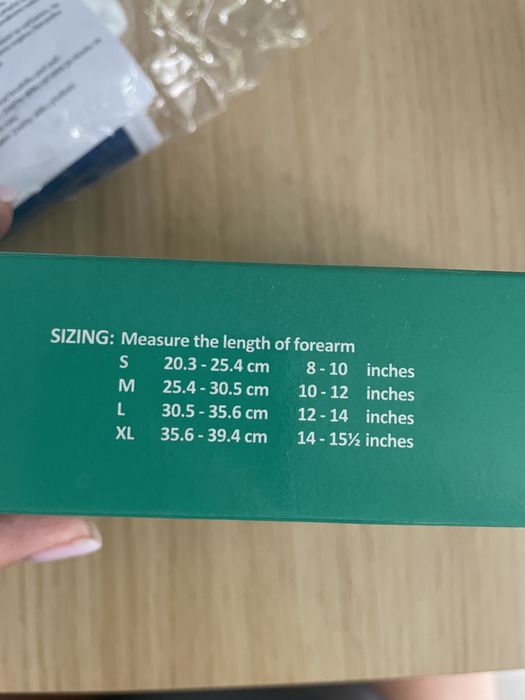 SIZING: Measure the length of forearm
S 20.3 - 25.4 cm 8 - 10 inches
M 25.4 - 30.5 cm 10 - 12 inches
L 30.5 - 35.6 cm 12 - 14 inches
XL 35.6 - 39.4 cm 14 - 15½ inches